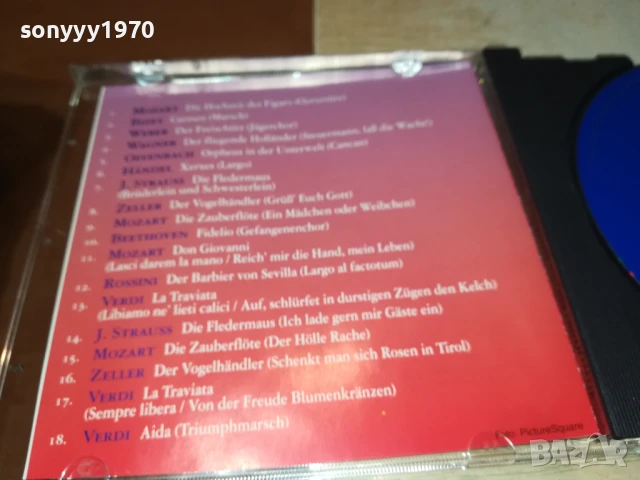 sonyyy1970
1. MOZART Die Hochzeit des Figaro (Ouvertüre)
2. BIZET Carmen (Marsch)
3. WEBER Der Freischütz (Jägerchor)
4. WAGNER Der fliegende Holländer (Steuermann, laß die Wacht!)
5. OFFENBACH Orpheus in der Unterwelt (Cancan)
6. HÄNDEL Xerxes (Largo)
7. J. STRAUSS Die Fledermaus
(Brüderlein und Schwesterlein)
8. ZELLER Der Vogelhändler (Grüß' Euch Gott)
9. MOZART Die Zauberflöte (Ein Mädchen oder Weibchen)
10. BEETHOVEN Fidelio (Gefangenenchor)
11. MOZART Don Giovanni
(Lasci darem la mano / Reich' mir die Hand, mein Leben)
12. ROSSINI Der Barbier von Sevilla (Largo al factotum)
13. VERDI La Traviata
(Libiamo ne' lieti calici / Auf, schlürfet in durstigen Zügen den Kelch)
14. J. STRAUSS Die Fledermaus (Ich lade gern mir Gäste ein)
15. MOZART Die Zauberflöte (Der Hölle Rache)
16. ZELLER Der Vogelhändler (Schenkt man sich Rosen in Tirol)
17. VERDI La Traviata
(Sempre libera / Von der Freude Blumenkränzen)
18. VERDI Aida (Triumphmarsch)
Foto: PictureSquare
BAZAR